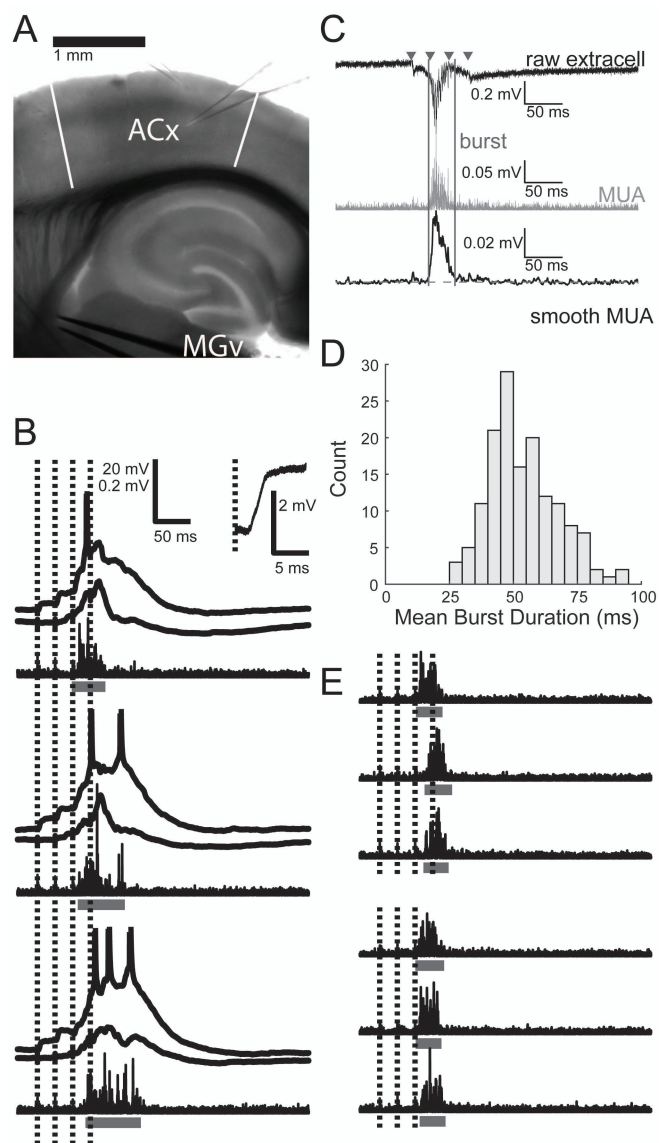 A
1 mm
ACx
MGv
B
20 mV
0.2 mV
50 ms
2 mV
5 ms
C
raw extracell
0.2 mV
50 ms
burst
0.05 mV
50 ms
MUA
0.02 mV
50 ms
smooth MUA
D
30
25
20
15
10
5
0
Count
0
25
50
75
100
Mean Burst Duration (ms)
E